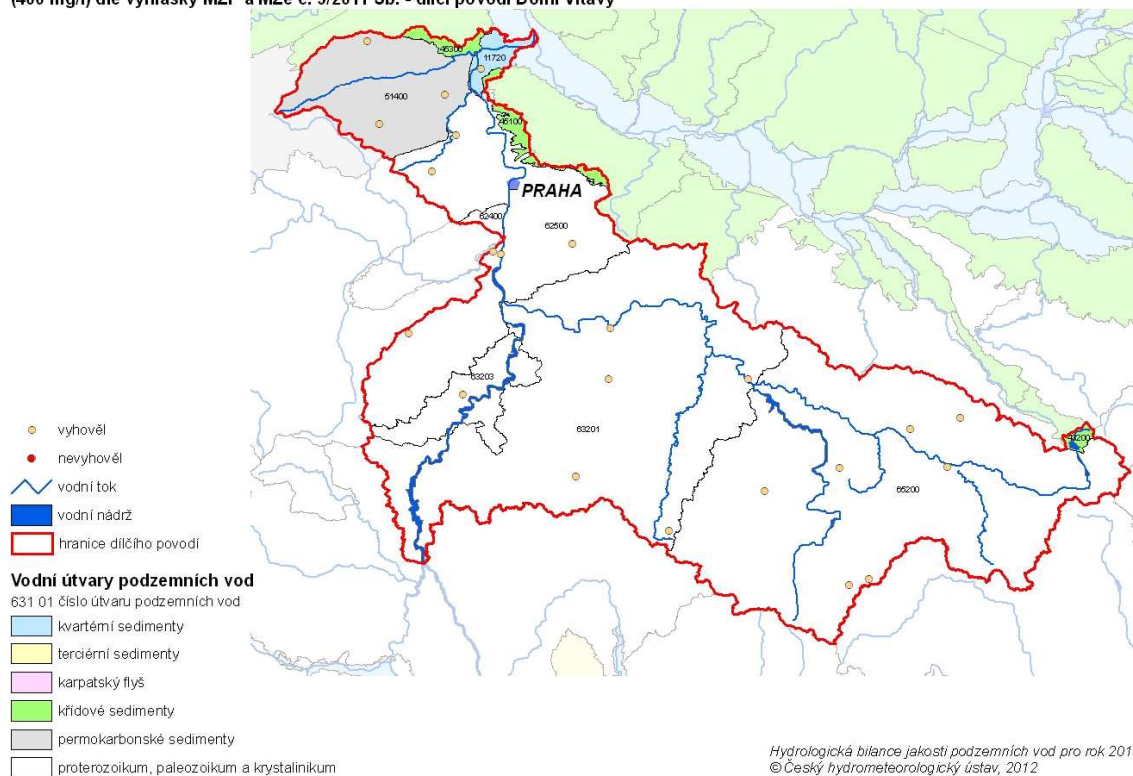 (400 mg/l) dle vyhlášky MŽP a MZe č. 5/2011 Sb. - dílčí povodí Dolní Vltavy
45300
11720
51400
45100
PRAHA
62400
62500
63203
63201
65200
vyhověl
nevyhověl
vodní tok
vodní nádrž
hranice dílčího povodí
Vodní útvary podzemních vod
631 01 číslo útvaru podzemních vod
kvartérní sedimenty
terciérní sedimenty
karpatský flyš
křídové sedimenty
permokarbonské sedimenty
proterozoikum, paleozoikum a krystalinikum
Hydrologická bilance jakosti podzemních vod pro rok 201
© Český hydrometeorologický ústav, 2012